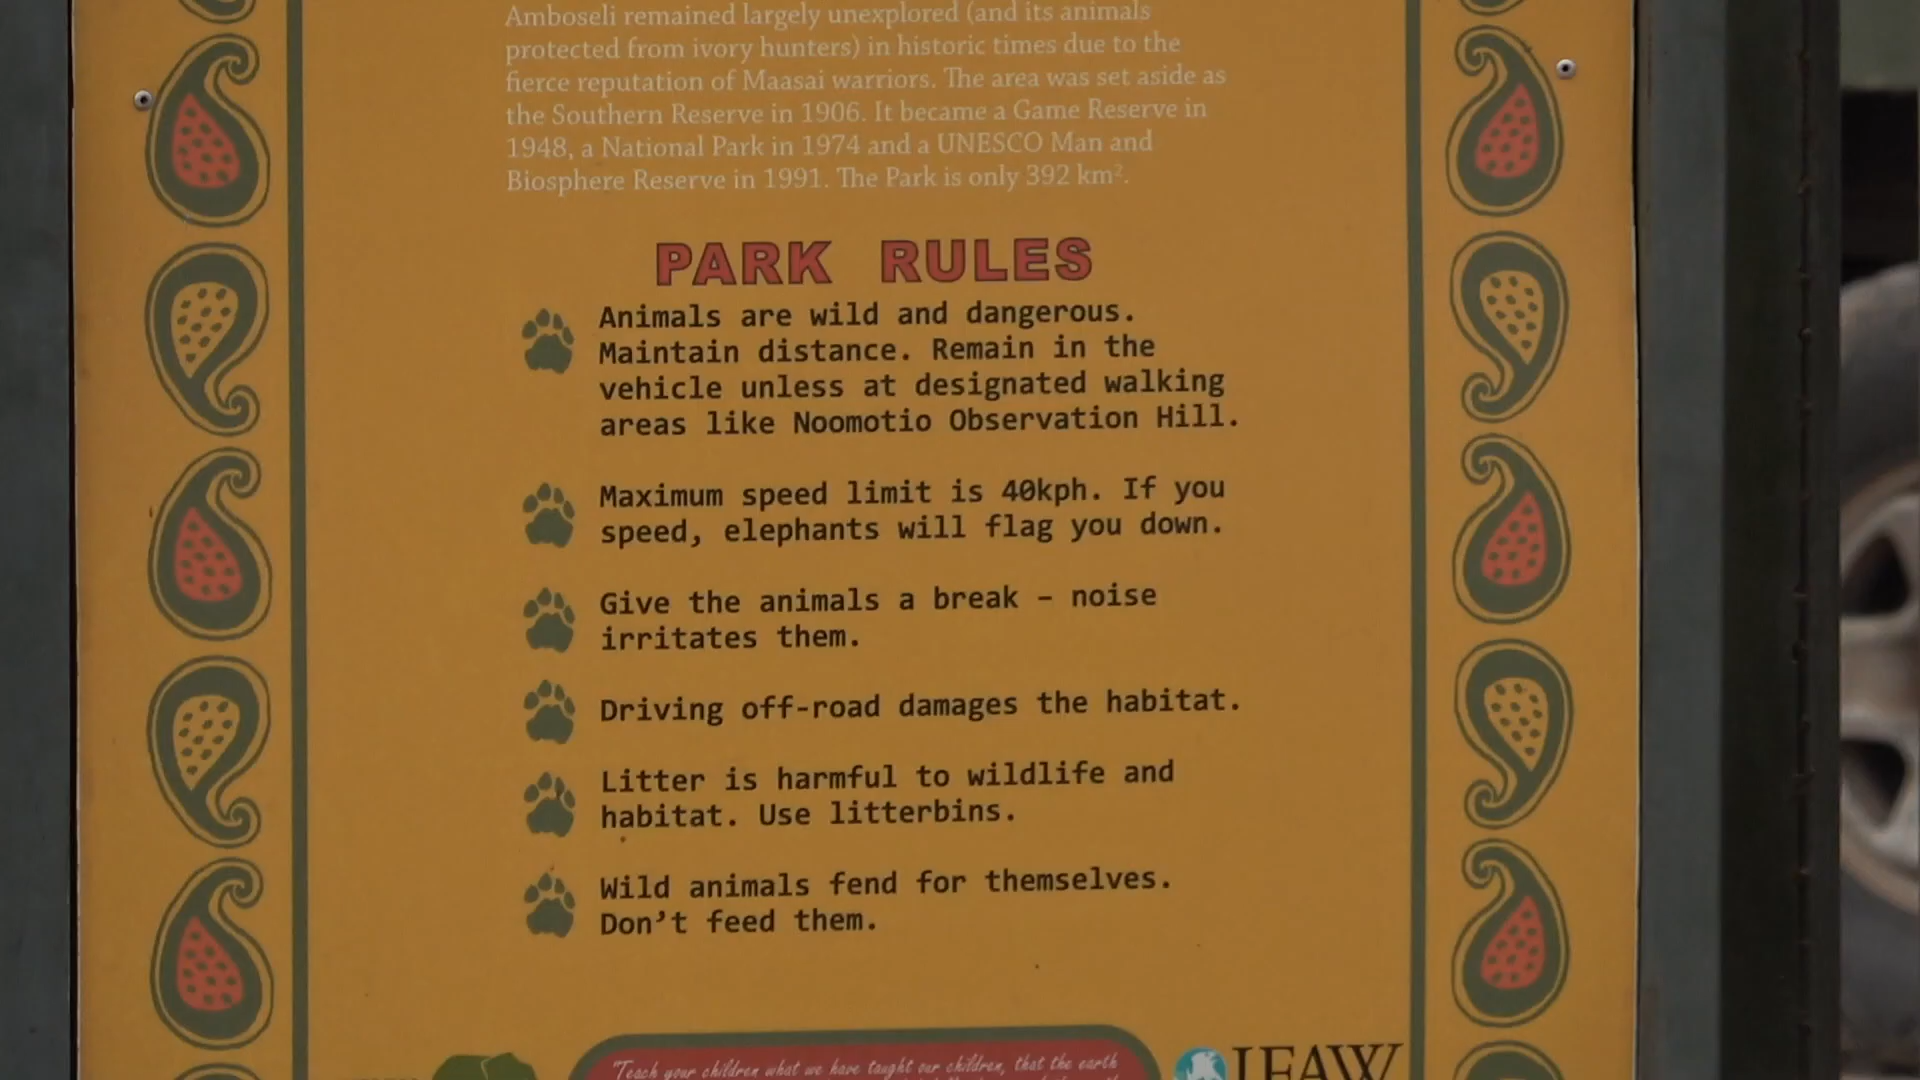 Amboseli remained largely unexplored (and its animals
protected from ivory hunters) in historic times due to the
fierce reputation of Maasai warriors. The area was set aside as
the Southern Reserve in 1906. It became a Game Reserve in
1948, a National Park in 1974 and a UNESCO Man and
Biosphere Reserve in 1991. The Park is only 392 km².
PARK RULES
Animals are wild and dangerous.
Maintain distance. Remain in the
vehicle unless at designated walking
areas like Noomotio Observation Hill.
Maximum speed limit is 40kph. If you
speed, elephants will flag you down.
Give the animals a break – noise
irritates them.
Driving off-road damages the habitat.
Litter is harmful to wildlife and
habitat. Use litterbins.
Wild animals fend for themselves.
Don’t feed them.
"Teach your children what we have taught our children, that the earth
IFAW